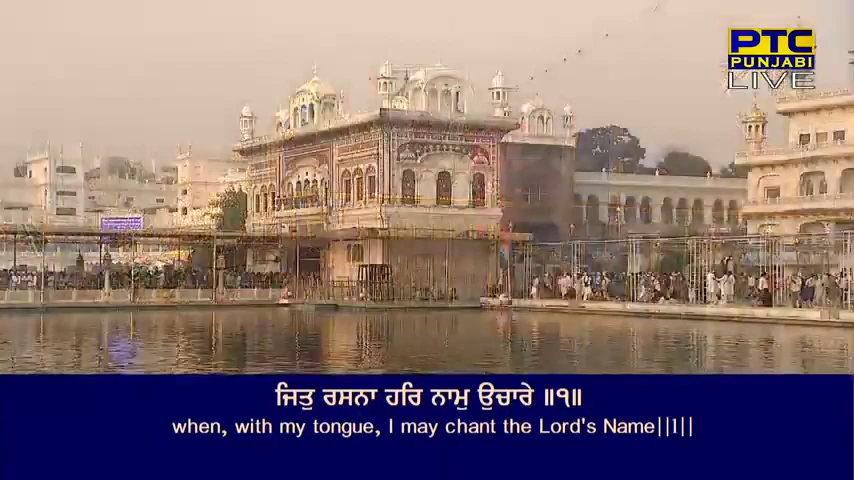 PTC
PUNJABI
LIVE
ਜਿਤੁ ਰਸਨਾ ਹਰਿ ਨਾਮੁ ਉਚਾਰੇ ॥੧॥
when, with my tongue, I may chant the Lord's Name||1||